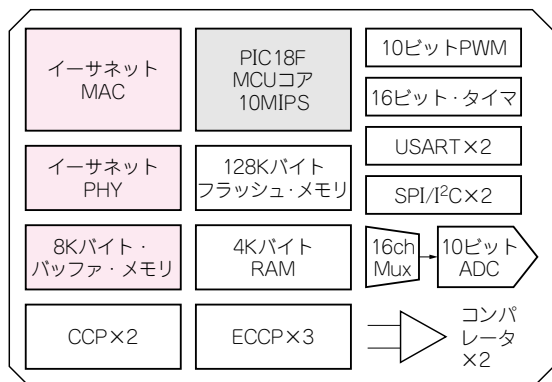 イーサネット
MAC
PIC18F
MCUコア
10MIPS
10ビットPWM
16ビット・タイマ
イーサネット
PHY
128Kバイト
フラッシュ・メモリ
USART×2
SPI/I²C×2
8Kバイト・
バッファ・メモリ
4Kバイト
RAM
16ch
Mux
10ビット
ADC
CCP×2
ECCP×3
コンパ
レータ
×2